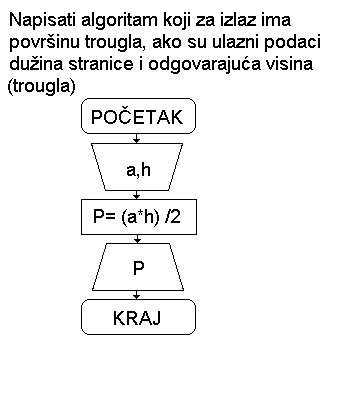 Napisati algoritam koji za izlaz ima
površinu trougla, ako su ulazni podaci
dužina stranice i odgovarajuća visina
(trougla)
POČETAK
a,h
P= (a*h) /2
P
KRAJ